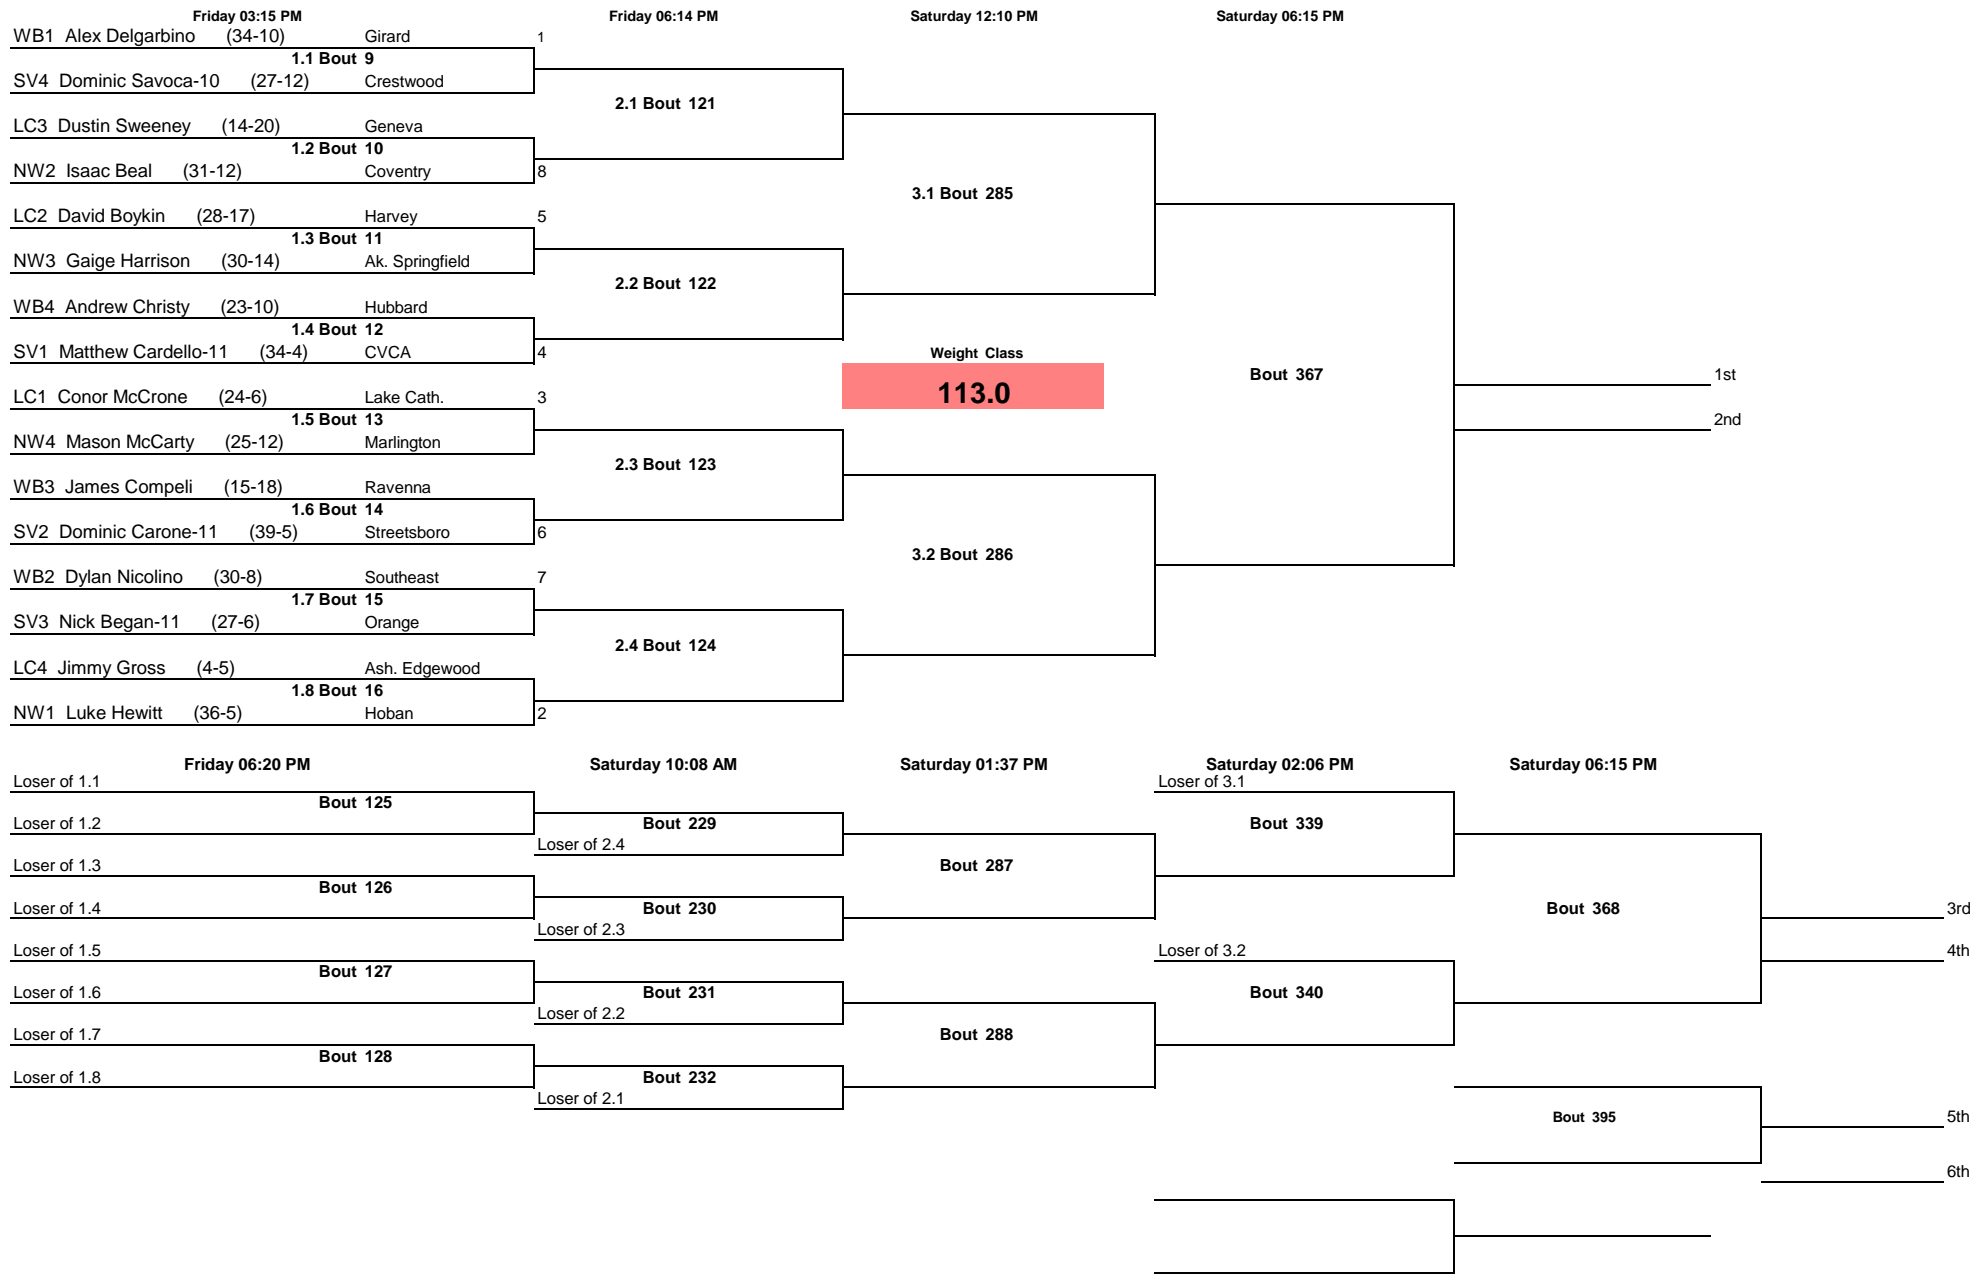 Friday 03:15 PM Friday 06:14 PM Saturday 12:10 PM Saturday 06:15 PM
WB1 Alex Delgarbino (34-10) Girard 1
1.1 Bout 9
SV4 Dominic Savoca-10 (27-12) Crestwood
2.1 Bout 121
LC3 Dustin Sweeney (14-20) Geneva
1.2 Bout 10
NW2 Isaac Beal (31-12) Coventry 8
3.1 Bout 285
LC2 David Boykin (28-17) Harvey 5
1.3 Bout 11
NW3 Gaige Harrison (30-14) Ak. Springfield
2.2 Bout 122
WB4 Andrew Christy (23-10) Hubbard
1.4 Bout 12
SV1 Matthew Cardello-11 (34-4) CVCA 4
Weight Class
113.0
Bout 367
1st
LC1 Conor McCrone (24-6) Lake Cath. 3
1.5 Bout 13
2nd
NW4 Mason McCarty (25-12) Marlington
2.3 Bout 123
WB3 James Compeli (15-18) Ravenna
1.6 Bout 14
SV2 Dominic Carone-11 (39-5) Streetsboro 6
3.2 Bout 286
WB2 Dylan Nicolino (30-8) Southeast 7
1.7 Bout 15
SV3 Nick Began-11 (27-6) Orange
2.4 Bout 124
LC4 Jimmy Gross (4-5) Ash. Edgewood
1.8 Bout 16
NW1 Luke Hewitt (36-5) Hoban 2
Friday 06:20 PM Saturday 10:08 AM Saturday 01:37 PM Saturday 02:06 PM Saturday 06:15 PM
Loser of 1.1 Loser of 3.1
Bout 125
Loser of 1.2 Bout 229 Bout 339
Loser of 2.4
Loser of 1.3 Bout 287
Bout 126
Loser of 1.4 Bout 230 Bout 368 3rd
Loser of 2.3
Loser of 1.5 Loser of 3.2 4th
Bout 127
Loser of 1.6 Bout 231 Bout 340
Loser of 2.2
Loser of 1.7 Bout 288
Bout 128
Loser of 1.8 Bout 232
Loser of 2.1
Bout 395 5th
6th